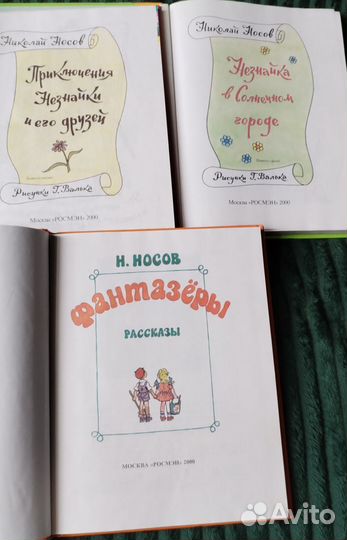 Николай Носов
Приключения
Незнайки
и его друзей
Рисунки Г. Валька
Москва «РОСМЭН» 2000
Николай Носов
Незнайка
в Солнечном
городе
Рисунки Г. Валька
Москва «РОСМЭН» 2000
Н. НОСОВ
Фантазёры
РАССКАЗЫ
МОСКВА «РОСМЭН» 2000
Avito